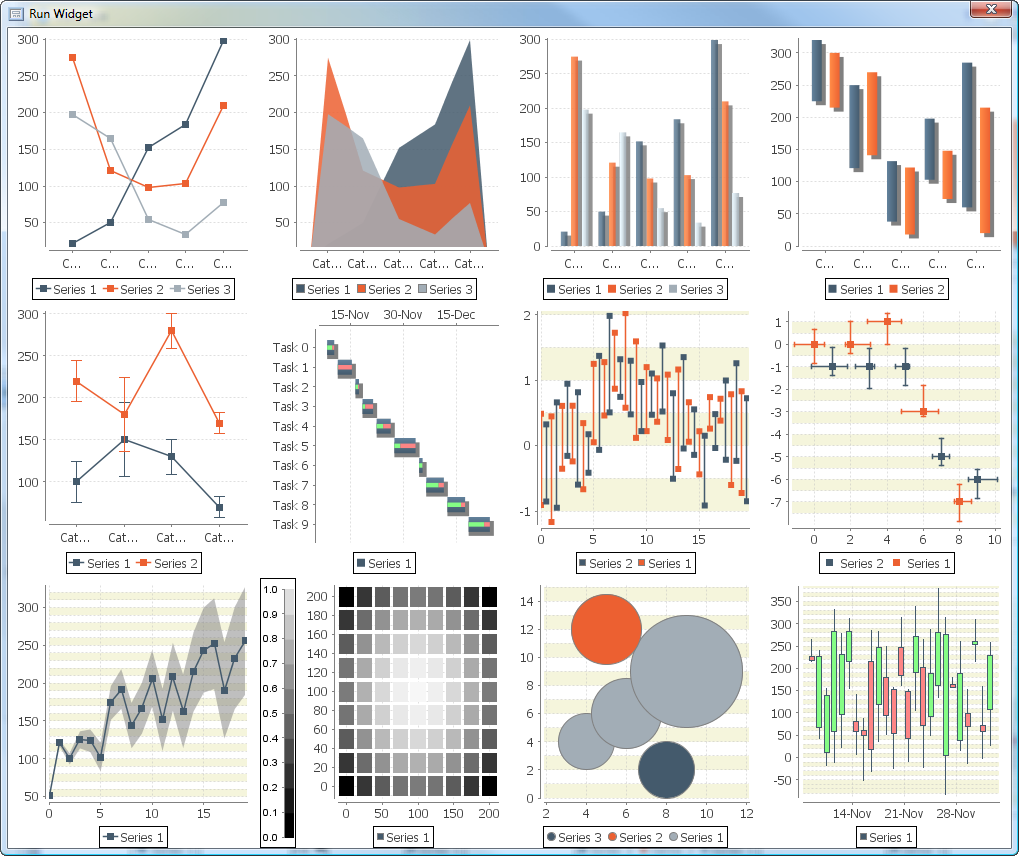 Run Widget
300
250
200
150
100
50
C... C... C... C... C...
Series 1 Series 2 Series 3
300
250
200
150
100
50
Cat... Cat... Cat... Cat... Cat...
Series 1 Series 2 Series 3
300
250
200
150
100
50
0
C... C... C... C... C...
Series 1 Series 2 Series 3
300
250
200
150
100
50
0
C... C... C... C... C...
Series 1 Series 2
300
250
200
150
100
Cat... Cat... Cat... Cat...
Series 1 Series 2
15-Nov 30-Nov 15-Dec
Task 0
Task 1
Task 2
Task 3
Task 4
Task 5
Task 6
Task 7
Task 8
Task 9
Series 1
2
1
0
-1
0 5 10 15
Series 2 Series 1
1
0
-1
-2
-3
-4
-5
-6
-7
0 2 4 6 8 10
Series 2 Series 1
300
250
200
150
100
50
0 5 10 15
Series 1
1.0
0.9
0.8
0.7
0.6
0.5
0.4
0.3
0.2
0.1
0.0
200
180
160
140
120
100
80
60
40
20
0
0 50 100 150 200
Series 1
14
12
10
8
6
4
2
0
2 4 6 8 10 12
Series 3 Series 2 Series 1
350
300
250
200
150
100
50
0
-50
14-Nov 21-Nov 28-Nov
Series 1